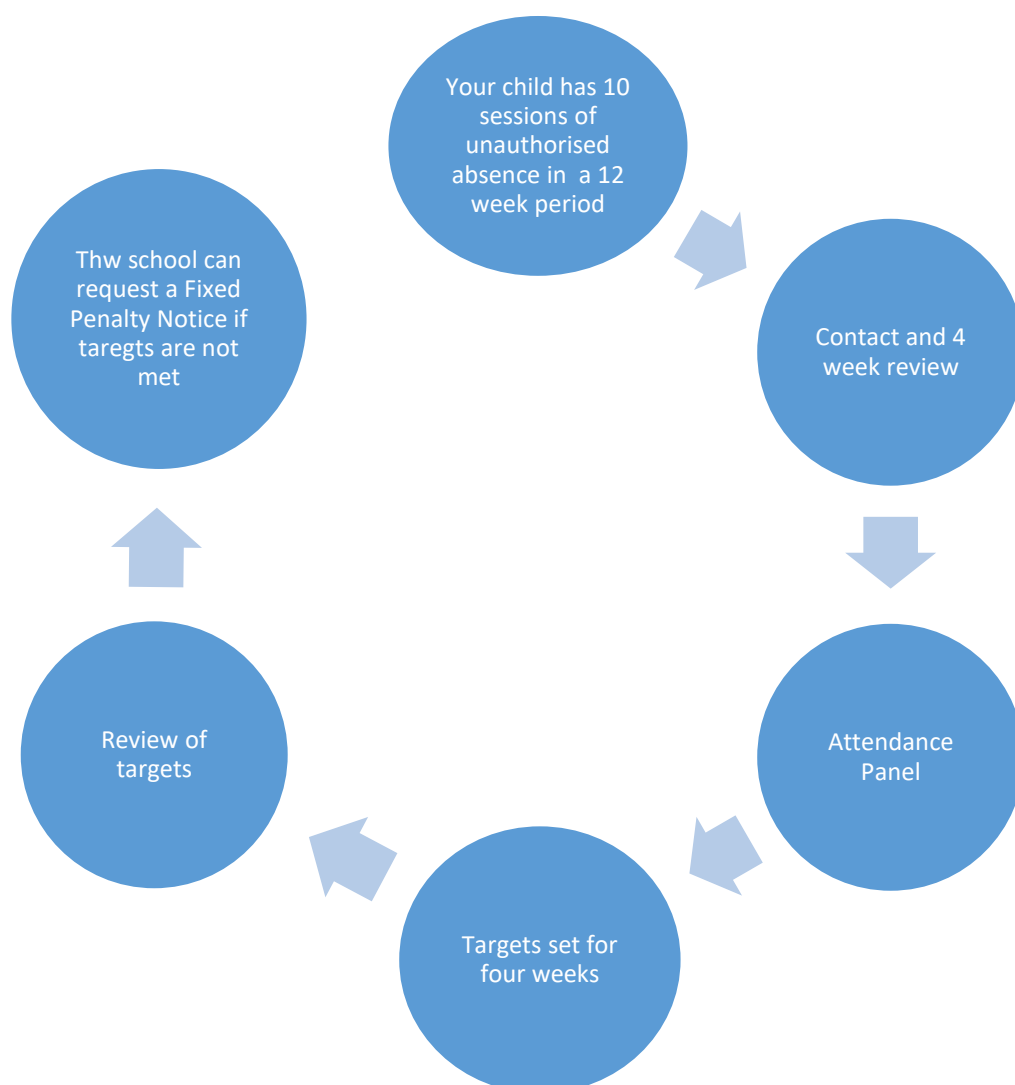 Your child has 10
sessions of
unauthorised
absence in  a 12
week period
Contact and 4
week review
Attendance
Panel
Targets set for
four weeks
Review of
targets
Thw school can
request a Fixed
Penalty Notice if
taregts are not
met